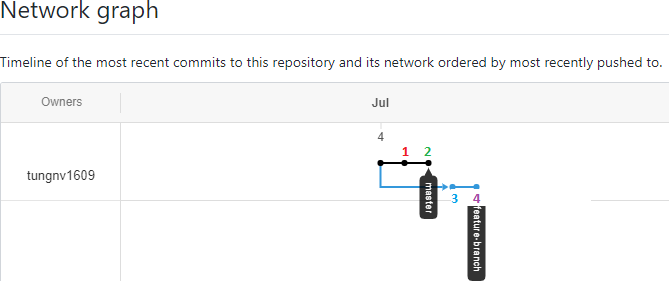 Network graph
Timeline of the most recent commits to this repository and its network ordered by most recently pushed to.
Owners
Jul
4
1 2
tungnv1609
master
3 4
feature-branch